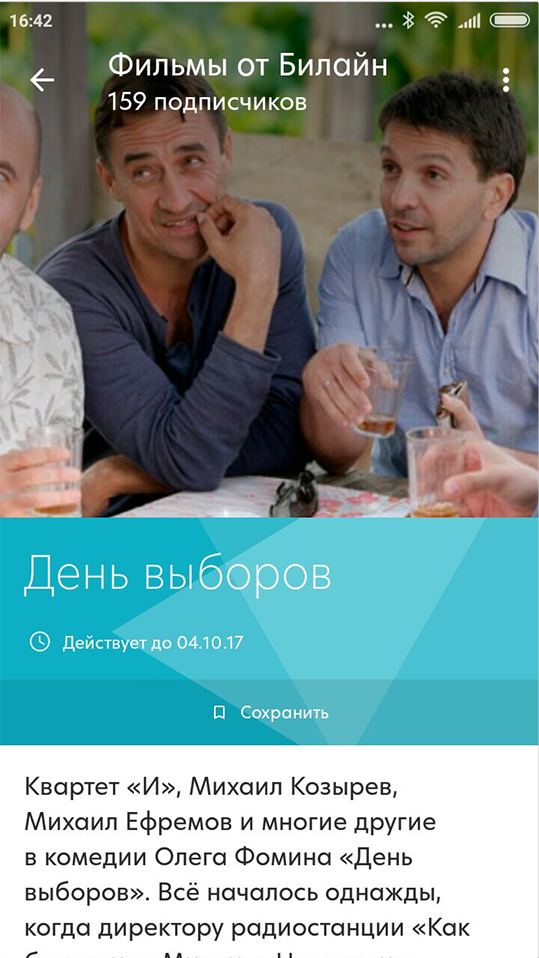 16:42
Фильмы от Билайн
159 подписчиков
День выборов
Действует до 04.10.17
Сохранить
Квартет «И», Михаил Козырев,
Михаил Ефремов и многие другие
в комедии Олега Фомина «День
выборов». Всё началось однажды,
когда директору радиостанции «Как